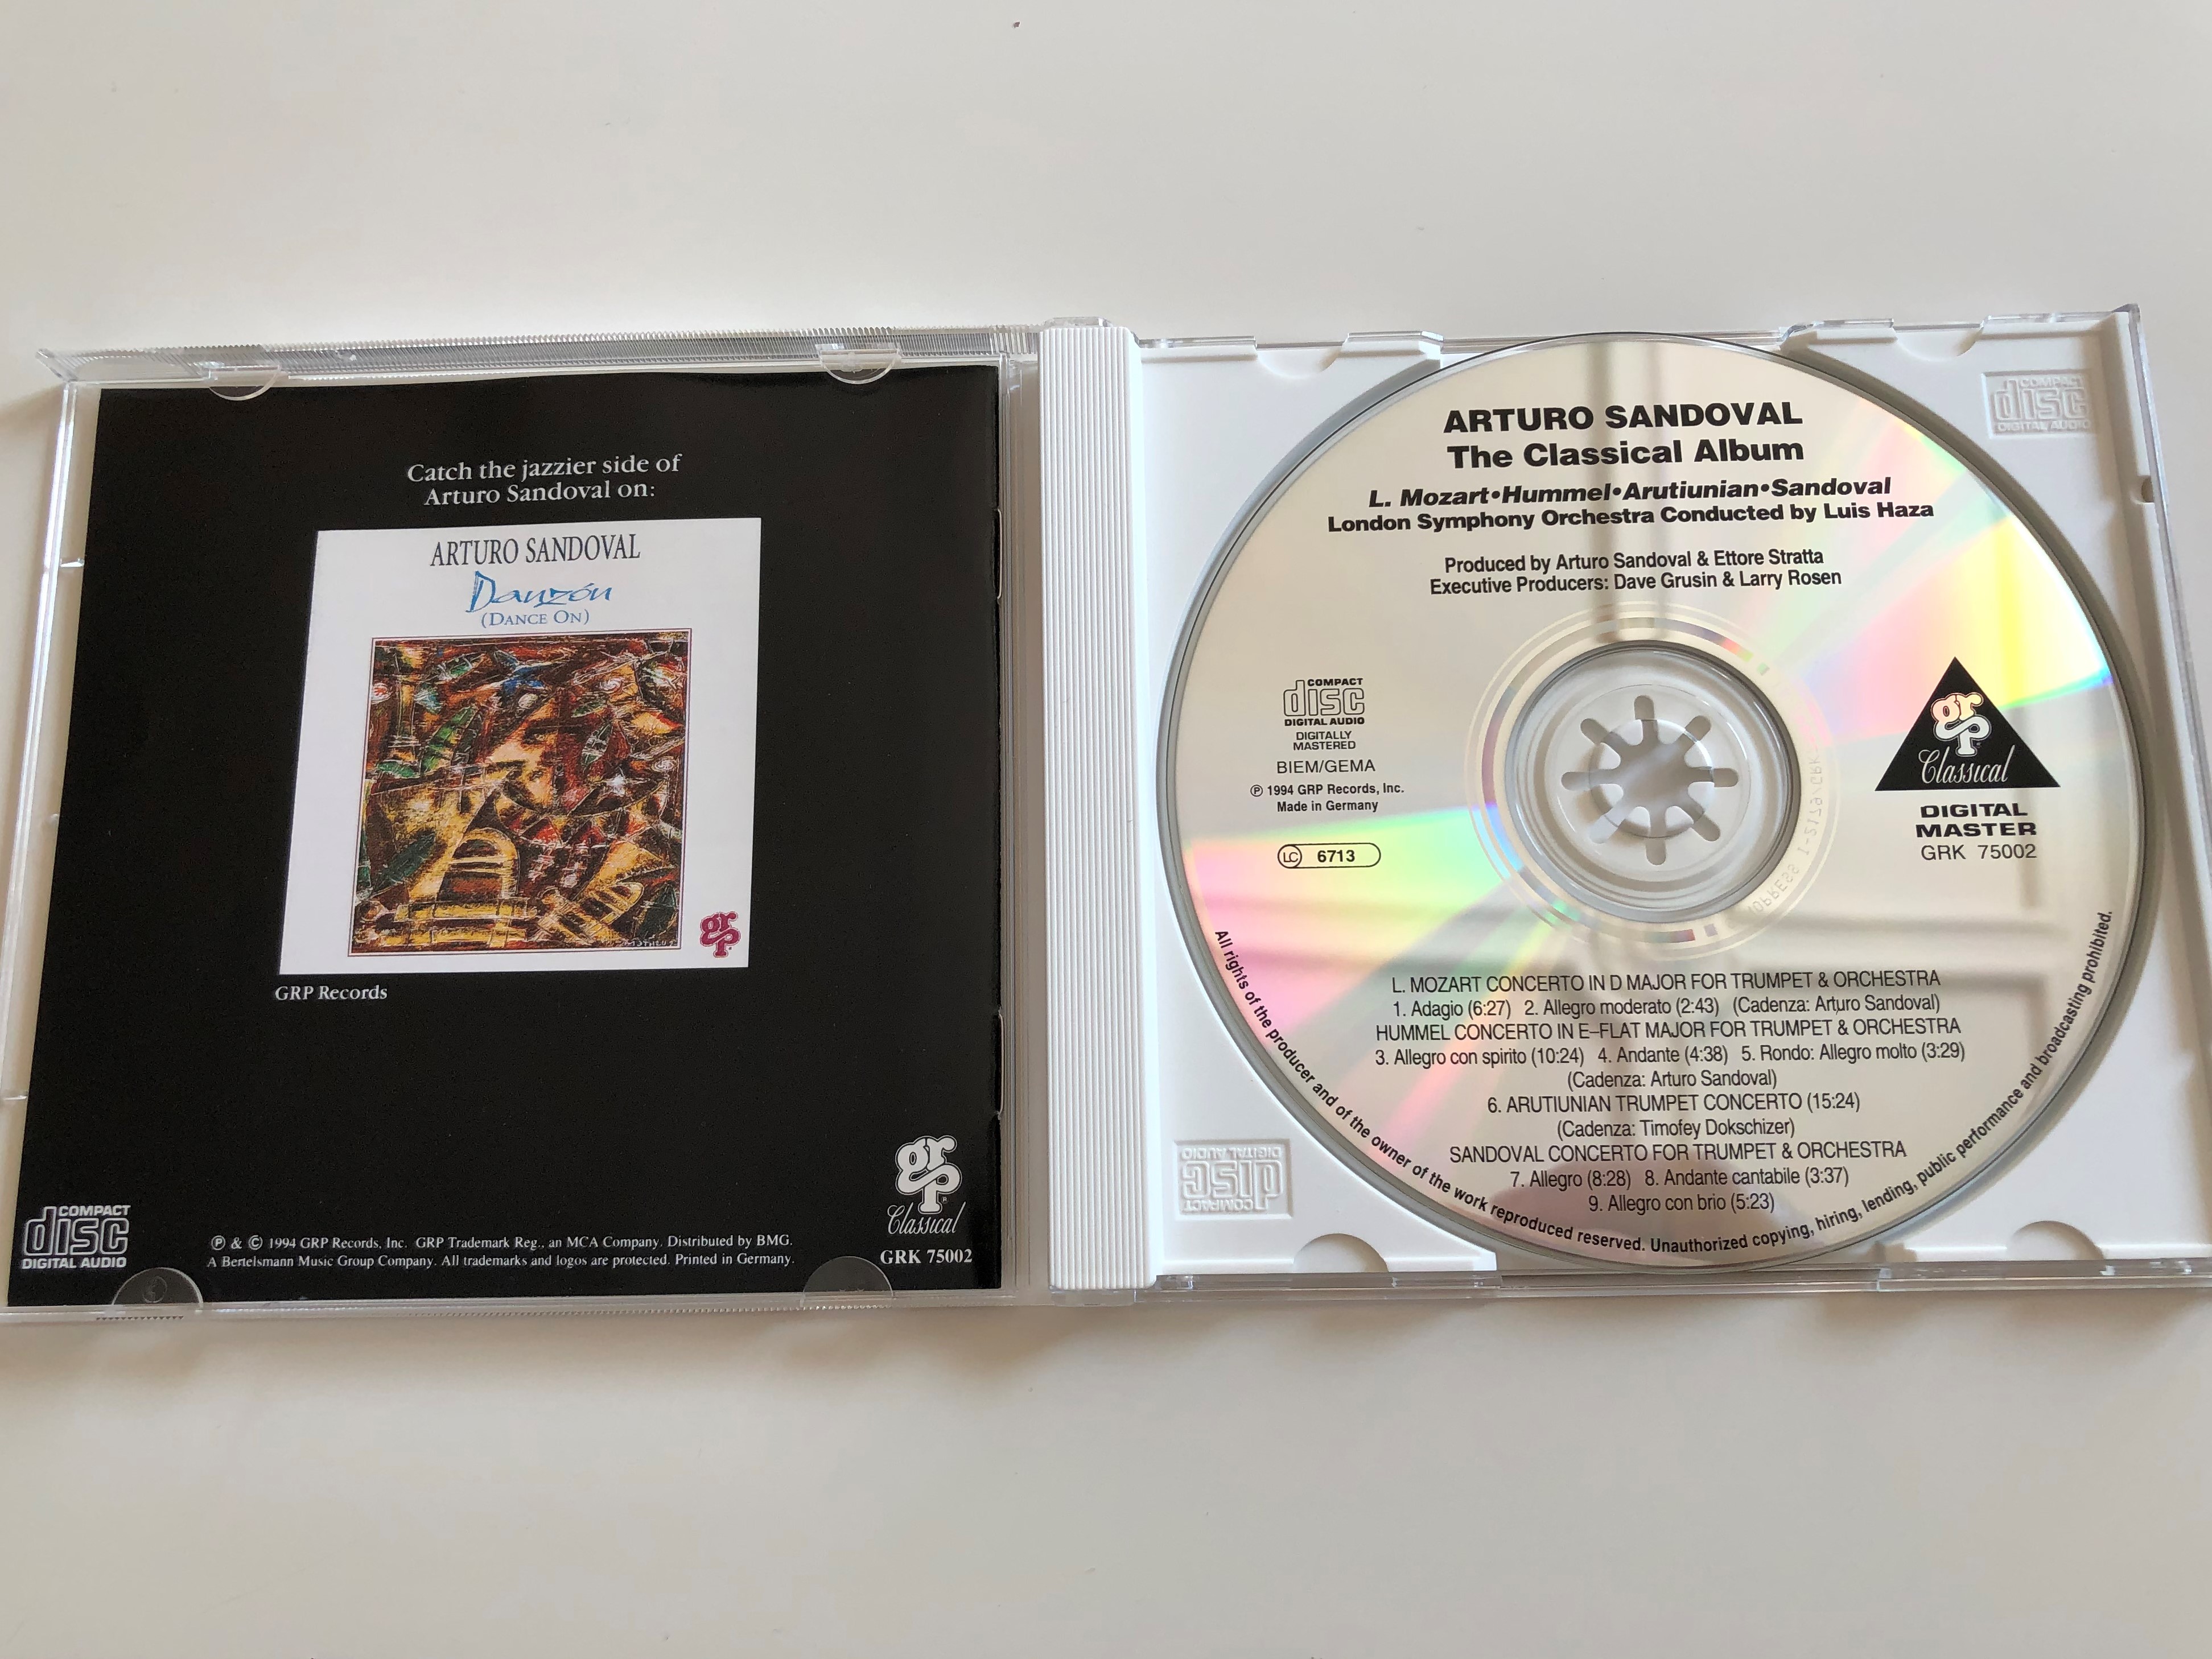 Catch the jazzier side of
Arturo Sandoval on:
ARTURO SANDOVAL
Danzón
(DANCE ON)
grp
GRP Records
grp
Classical
GRK 75002
COMPACT
disc
DIGITAL AUDIO
Ⓟ & © 1994 GRP Records, Inc. GRP Trademark Reg., an MCA Company. Distributed by BMG.
A Bertelsmann Music Group Company. All trademarks and logos are protected. Printed in Germany.
ARTURO SANDOVAL
The Classical Album
L. Mozart•Hummel•Arutiunian•Sandoval
London Symphony Orchestra Conducted by Luis Haza
Produced by Arturo Sandoval & Ettore Stratta
Executive Producers: Dave Grusin & Larry Rosen
COMPACT
disc
DIGITAL AUDIO
DIGITALLY
MASTERED
BIEM/GEMA
Ⓟ 1994 GRP Records, Inc.
Made in Germany
LC 6713
grp
Classical
DIGITAL
MASTER
GRK 75002
L. MOZART CONCERTO IN D MAJOR FOR TRUMPET & ORCHESTRA
1. Adagio (6:27) 2. Allegro moderato (2:43) (Cadenza: Arturo Sandoval)
HUMMEL CONCERTO IN E–FLAT MAJOR FOR TRUMPET & ORCHESTRA
3. Allegro con spirito (10:24) 4. Andante (4:38) 5. Rondo: Allegro molto (3:29)
(Cadenza: Arturo Sandoval)
6. ARUTIUNIAN TRUMPET CONCERTO (15:24)
(Cadenza: Timofey Dokschizer)
SANDOVAL CONCERTO FOR TRUMPET & ORCHESTRA
7. Allegro (8:28) 8. Andante cantabile (3:37)
9. Allegro con brio (5:23)
All rights of the producer and of the owner of the work reproduced reserved. Unauthorized copying, hiring, lending, public performance and broadcasting prohibited.
COMPACT
disc
DIGITAL AUDIO
COMPACT
disc
DIGITAL AUDIO